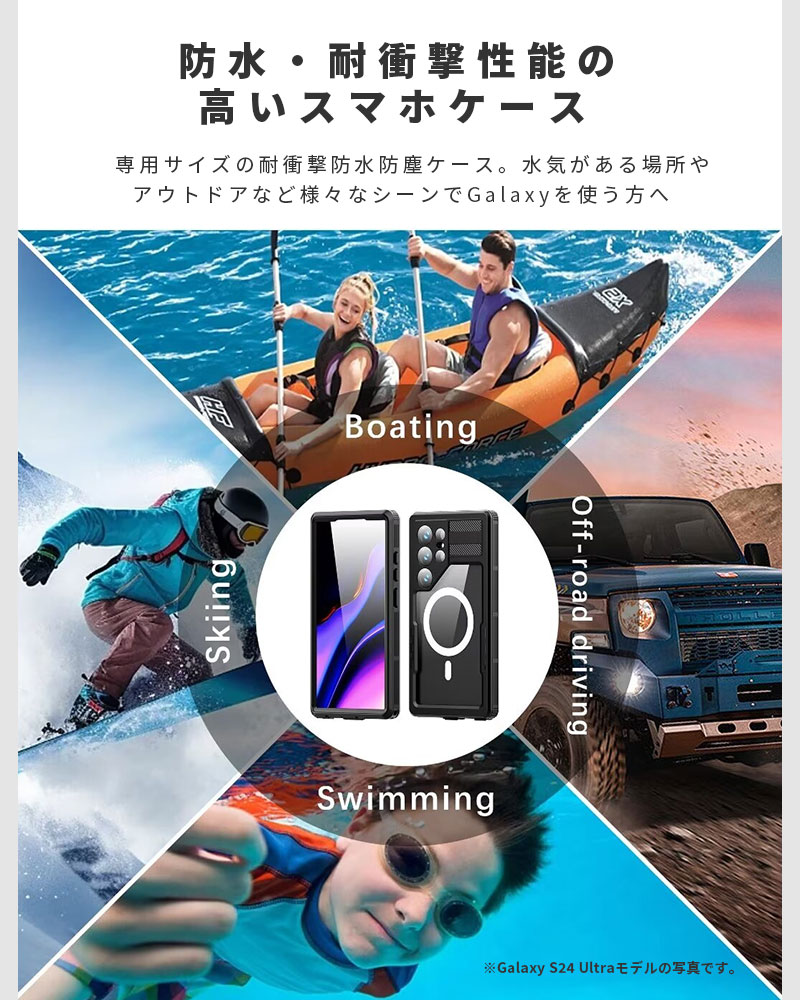 防水・耐衝撃性能の
高いスマホケース
専用サイズの耐衝撃防水防塵ケース。水気がある場所や
アウトドアなど様々なシーンでGalaxyを使う方へ
Boating
Skiing
Off-road driving
Swimming
※Galaxy S24 Ultraモデルの写真です。